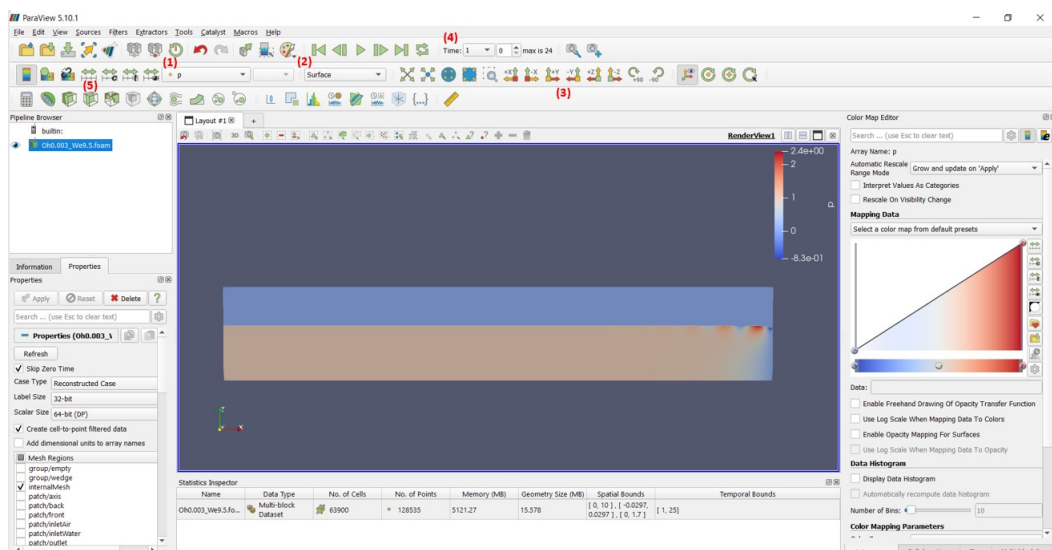 ParaView 5.10.1
File Edit View Sources Filters Extractors Tools Catalyst Macros Help
(4)
Time: 1 0 max is 24
(1) (2)
p Surface
+90 -90
(5) (3)
Pipeline Browser
builtin:
Oh0.003_We9.5.foam
Layout #1
3D
RenderView1
2.4e+00
2
1
p
0
-8.3e-01
Y
X
Information Properties
Properties
Apply Reset Delete ?
Search ... (use Esc to clear text)
Properties (Oh0.003_\
Refresh
Skip Zero Time
Case Type Reconstructed Case
Label Size 32-bit
Scalar Size 64-bit (DP)
Create cell-to-point filtered data
Add dimensional units to array names
Mesh Regions
group/empty
group/wedge
internalMesh
patch/axis
patch/back
patch/front
patch/inletAir
patch/inletWater
patch/outlet
Statistics Inspector
Name Data Type No. of Cells No. of Points Memory (MB) Geometry Size (MB) Spatial Bounds Temporal Bounds
Oh0.003_We9.5.fo... Multi-block Dataset 63900 128535 5121.27 15.578 [ 0, 10 ] , [ -0.0297, 0.0297 ] , [ 0, 1.7 ] [ 1, 25]
Color Map Editor
Search ... (use Esc to clear text)
Array Name: p
Automatic Rescale Range Mode Grow and update on 'Apply'
Interpret Values As Categories
Rescale On Visibility Change
Mapping Data
Select a color map from default presets
Data:
Enable Freehand Drawing Of Opacity Transfer Function
Use Log Scale When Mapping Data To Colors
Enable Opacity Mapping For Surfaces
Use Log Scale When Mapping Data To Opacity
Data Histogram
Display Data Histogram
Automatically recompute data histogram
Number of Bins: 10
Color Mapping Parameters